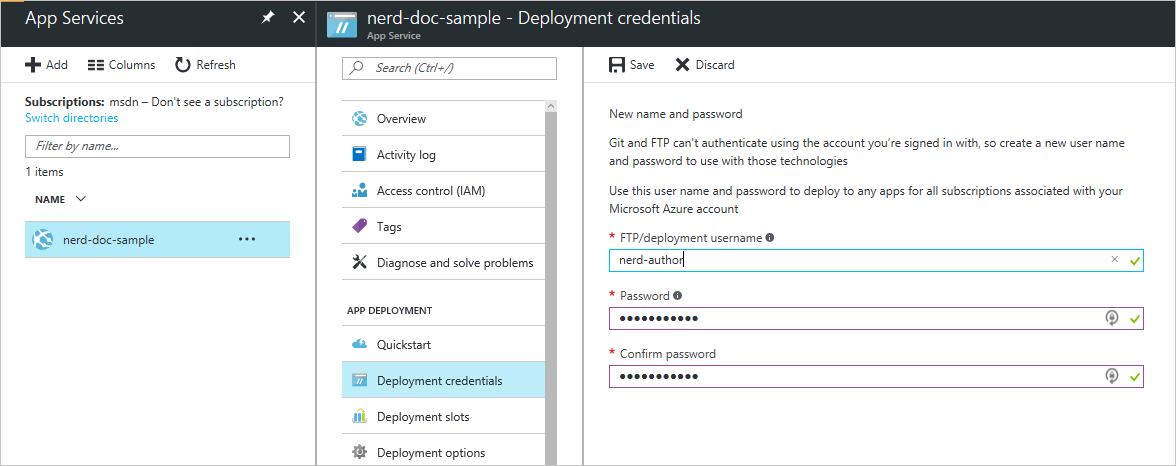 App Services
nerd-doc-sample - Deployment credentials
App Service
Add
Columns
Refresh
Subscriptions: msdn – Don't see a subscription?
Switch directories
Filter by name...
1 items
NAME
nerd-doc-sample
Search (Ctrl+/)
Overview
Activity log
Access control (IAM)
Tags
Diagnose and solve problems
APP DEPLOYMENT
Quickstart
Deployment credentials
Deployment slots
Deployment options
Save
Discard
New name and password
Git and FTP can't authenticate using the account you're signed in with, so create a new user name
and password to use with those technologies
Use this user name and password to deploy to any apps for all subscriptions associated with your
Microsoft Azure account
* FTP/deployment username
nerd-author
* Password
●●●●●●●●●●●
* Confirm password
●●●●●●●●●●●